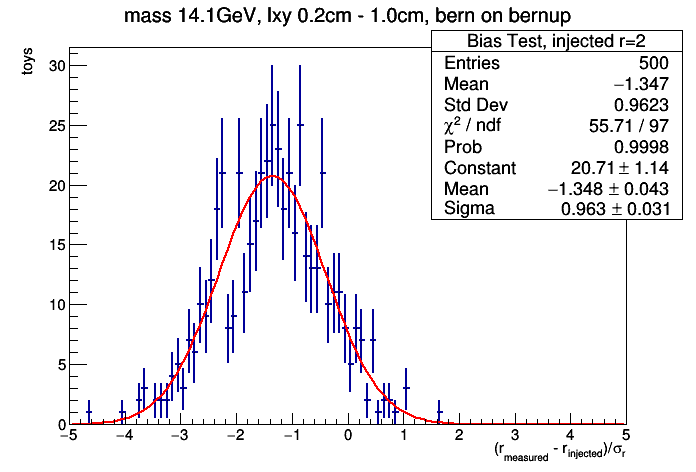 mass 14.1GeV, lxy 0.2cm - 1.0cm, bern on bernup
Bias Test, injected r=2
Entries 500
Mean −1.347
Std Dev 0.9623
χ² / ndf 55.71 / 97
Prob 0.9998
Constant 20.71 ± 1.14
Mean −1.348 ± 0.043
Sigma 0.963 ± 0.031
toys
30
25
20
15
10
5
0
−5 −4 −3 −2 −1 0 1 2 3 4 5
(r_measured - r_injected)/σ_r